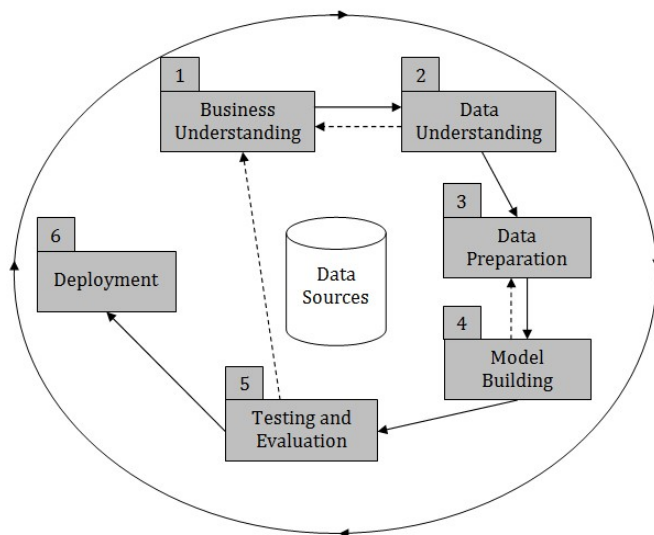 1
Business
Understanding
2
Data
Understanding
3
Data
Preparation
4
Model
Building
5
Testing and
Evaluation
6
Deployment
Data
Sources